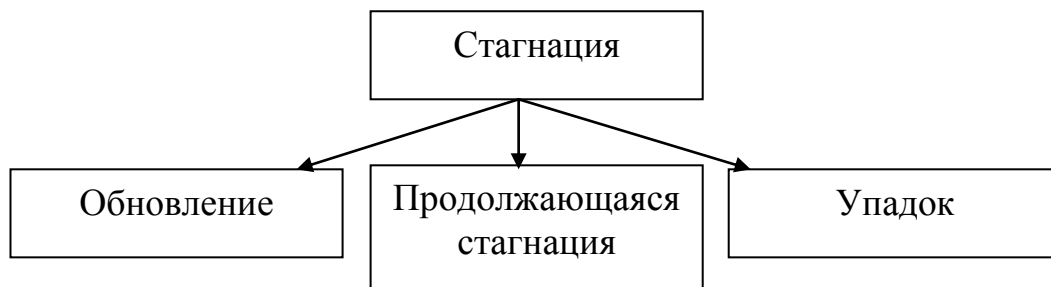 Стагнация
Обновление
Продолжающаяся
стагнация
Упадок